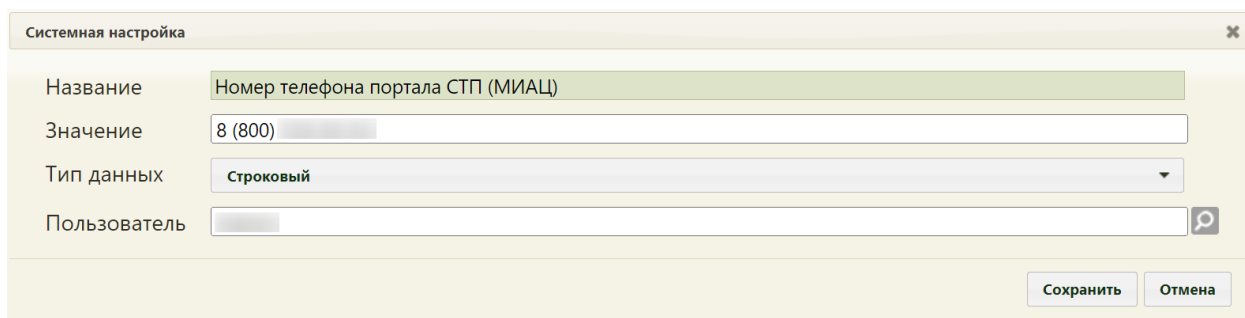 Системная настройка
Название Номер телефона портала СТП (МИАЦ)
Значение 8 (800)
Тип данных Строковый
Пользователь
Сохранить Отмена